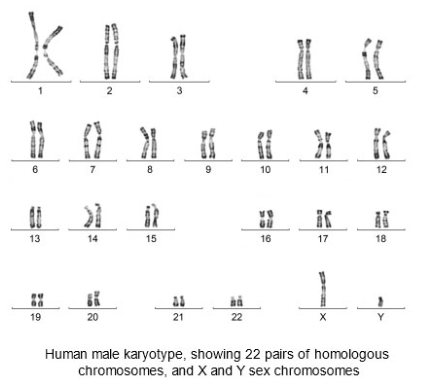 1 2 3 4 5
6 7 8 9 10 11 12
13 14 15 16 17 18
19 20 21 22 X Y
Human male karyotype, showing 22 pairs of homologous
chromosomes, and X and Y sex chromosomes